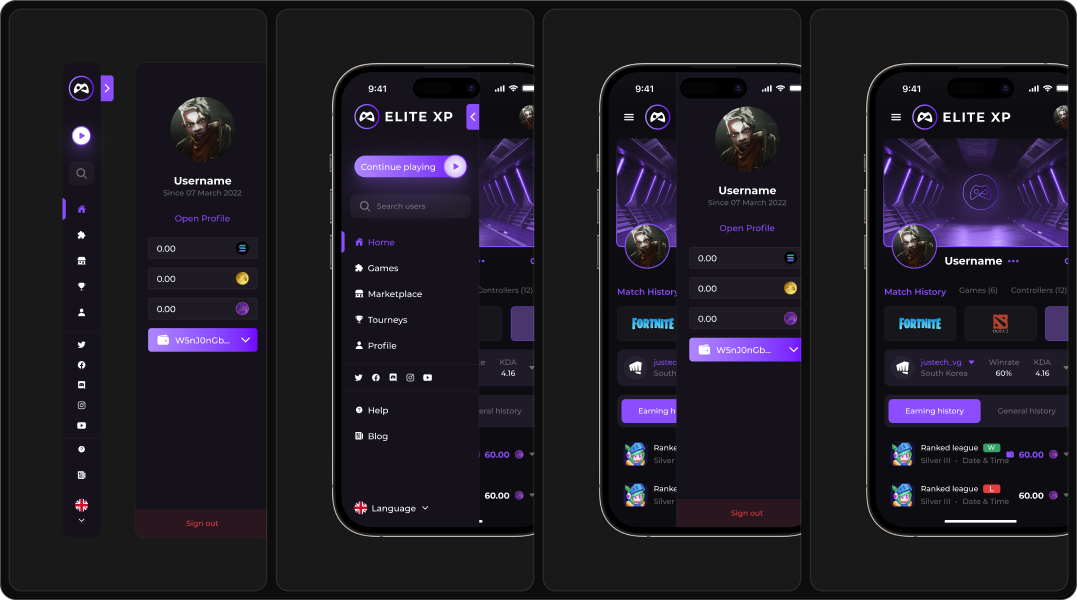 Username
Since 07 March 2022
Open Profile
0.00
0.00
0.00
W5nJ0nGb...
Sign out
9:41
ELITE XP
Continue playing
Search users
Home
Games
Marketplace
Tourneys
Profile
Help
Blog
Language
Controllers (12)
KDA
4.16
eral history
60.00
60.00
9:41
Username
Since 07 March 2022
Open Profile
0.00
0.00
0.00
W5nJ0nGb...
Sign out
Match History
FORTNITE
justech_vg
South
Earning h
Ranked
Silver III
Ranked
Silver III
9:41
ELITE XP
Username
Match History Games (6) Controllers (12)
FORTNITE
DOTA 2
justech_vg Winrate KDA
South Korea 60% 4.16
Earning history General history
Ranked league W 60.00
Silver III • Date & Time
Ranked league L 60.00
Silver III • Date & Time